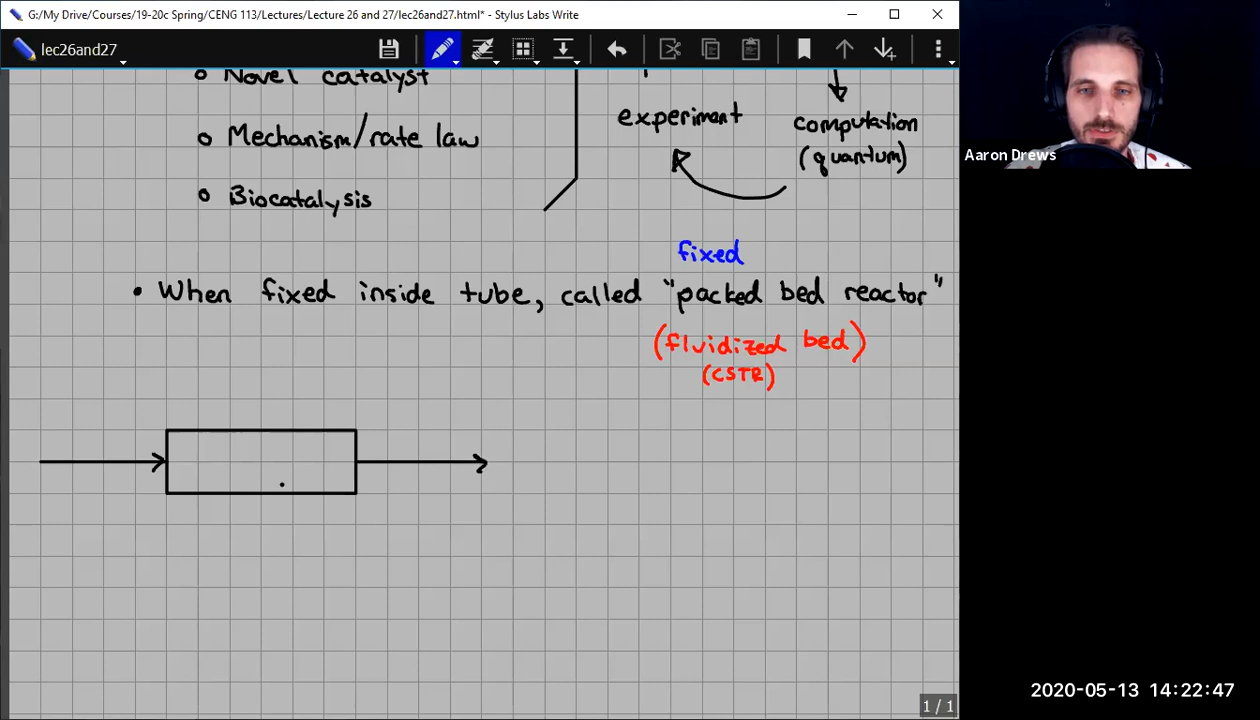 G:/My Drive/Courses/19-20c Spring/CENG 113/Lectures/Lecture 26 and 27/lec26and27.html* - Stylus Labs Write
lec26and27
Novel catalyst
Mechanism/rate law
Biocatalysis
experiment
computation
(quantum)
Aaron Drews
fixed
• When fixed inside tube, called "packed bed reactor"
(fluidized bed)
(CSTR)
2020-05-13 14:22:47
1 / 1